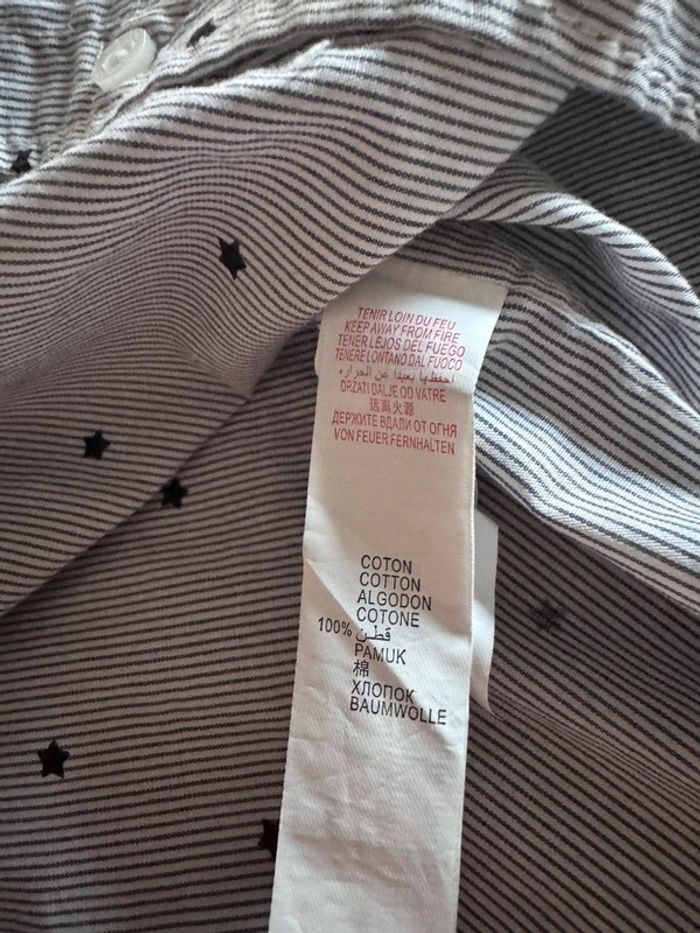 TENIR LOIN DU FEU
KEEP AWAY FROM FIRE
TENER LEJOS DEL FUEGO
TENERE LONTANO DAL FUOCO
احفظها بعيدا عن الحراره
DRZATI DALJE OD VATRE
远离火源
ДЕРЖИТЕ ВДАЛИ ОТ ОГНЯ
VON FEUER FERNHALTEN
COTON
COTTON
ALGODON
COTONE
100% قطن
PAMUK
棉
ХЛОПОК
BAUMWOLLE